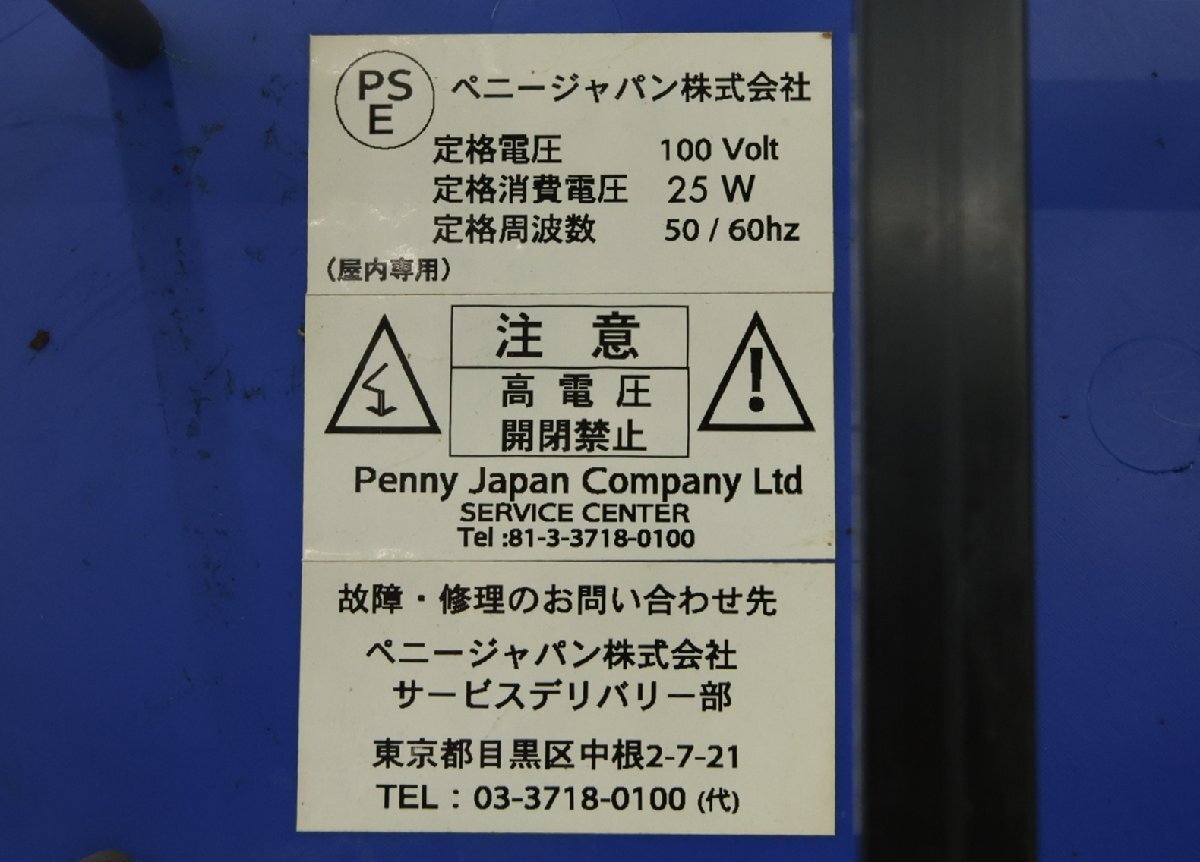 PS
E
ペニージャパン株式会社
定格電圧 100 Volt
定格消費電圧 25 W
定格周波数 50 / 60hz
(屋内専用)
注 意
高 電 圧
開閉禁止
Penny Japan Company Ltd
SERVICE CENTER
Tel :81-3-3718-0100
故障・修理のお問い合わせ先
ペニージャパン株式会社
サービスデリバリー部
東京都目黒区中根2-7-21
TEL : 03-3718-0100 (代)